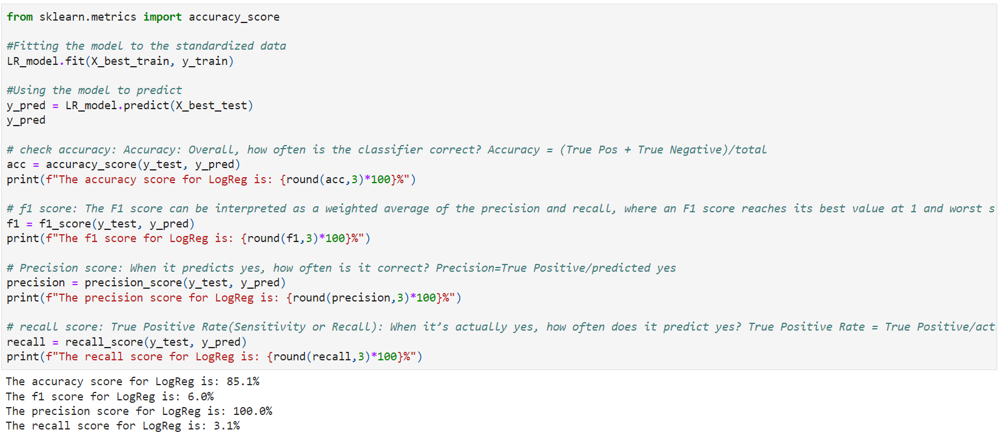 from sklearn.metrics import accuracy_score
#Fitting the model to the standardized data
LR_model.fit(X_best_train, y_train)
#Using the model to predict
y_pred = LR_model.predict(X_best_test)
y_pred
# check accuracy: Accuracy: Overall, how often is the classifier correct? Accuracy = (True Pos + True Negative)/total
acc = accuracy_score(y_test, y_pred)
print(f"The accuracy score for LogReg is: {round(acc,3)*100}%")
# f1 score: The F1 score can be interpreted as a weighted average of the precision and recall, where an F1 score reaches its best value at 1 and worst s
f1 = f1_score(y_test, y_pred)
print(f"The f1 score for LogReg is: {round(f1,3)*100}%")
# Precision score: When it predicts yes, how often is it correct? Precision=True Positive/predicted yes
precision = precision_score(y_test, y_pred)
print(f"The precision score for LogReg is: {round(precision,3)*100}%")
# recall score: True Positive Rate(Sensitivity or Recall): When it’s actually yes, how often does it predict yes? True Positive Rate = True Positive/act
recall = recall_score(y_test, y_pred)
print(f"The recall score for LogReg is: {round(recall,3)*100}%")
The accuracy score for LogReg is: 85.1%
The f1 score for LogReg is: 6.0%
The precision score for LogReg is: 100.0%
The recall score for LogReg is: 3.1%